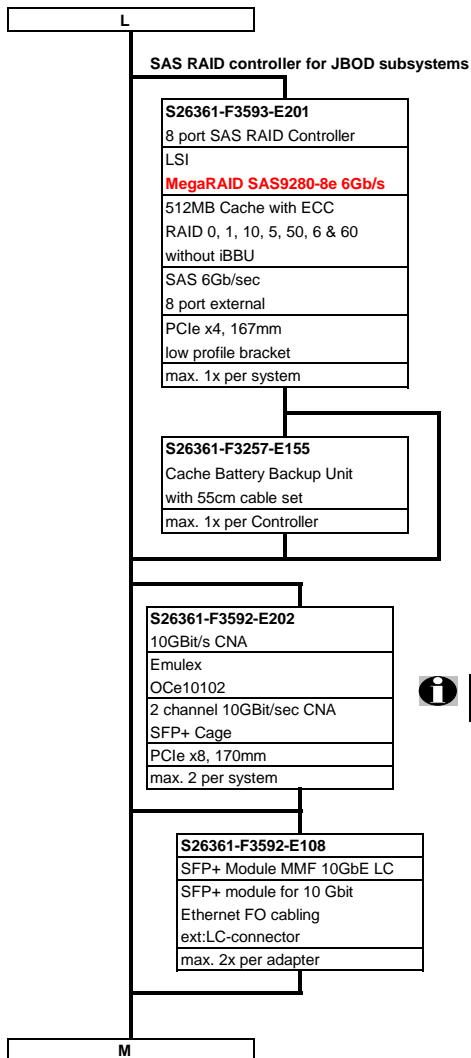 L
SAS RAID controller for JBOD subsystems
S26361-F3593-E201
8 port SAS RAID Controller
LSI
MegaRAID SAS9280-8e 6Gb/s
512MB Cache with ECC
RAID 0, 1, 10, 5, 50, 6 & 60
without iBBU
SAS 6Gb/sec
8 port external
PCIe x4, 167mm
low profile bracket
max. 1x per system
S26361-F3257-E155
Cache Battery Backup Unit
with 55cm cable set
max. 1x per Controller
S26361-F3592-E202
10GBit/s CNA
Emulex
OCe10102
2 channel 10GBit/sec CNA
SFP+ Cage
PCIe x8, 170mm
max. 2 per system
i
S26361-F3592-E108
SFP+ Module MMF 10GbE LC
SFP+ module for 10 Gbit
Ethernet FO cabling
ext:LC-connector
max. 2x per adapter
M